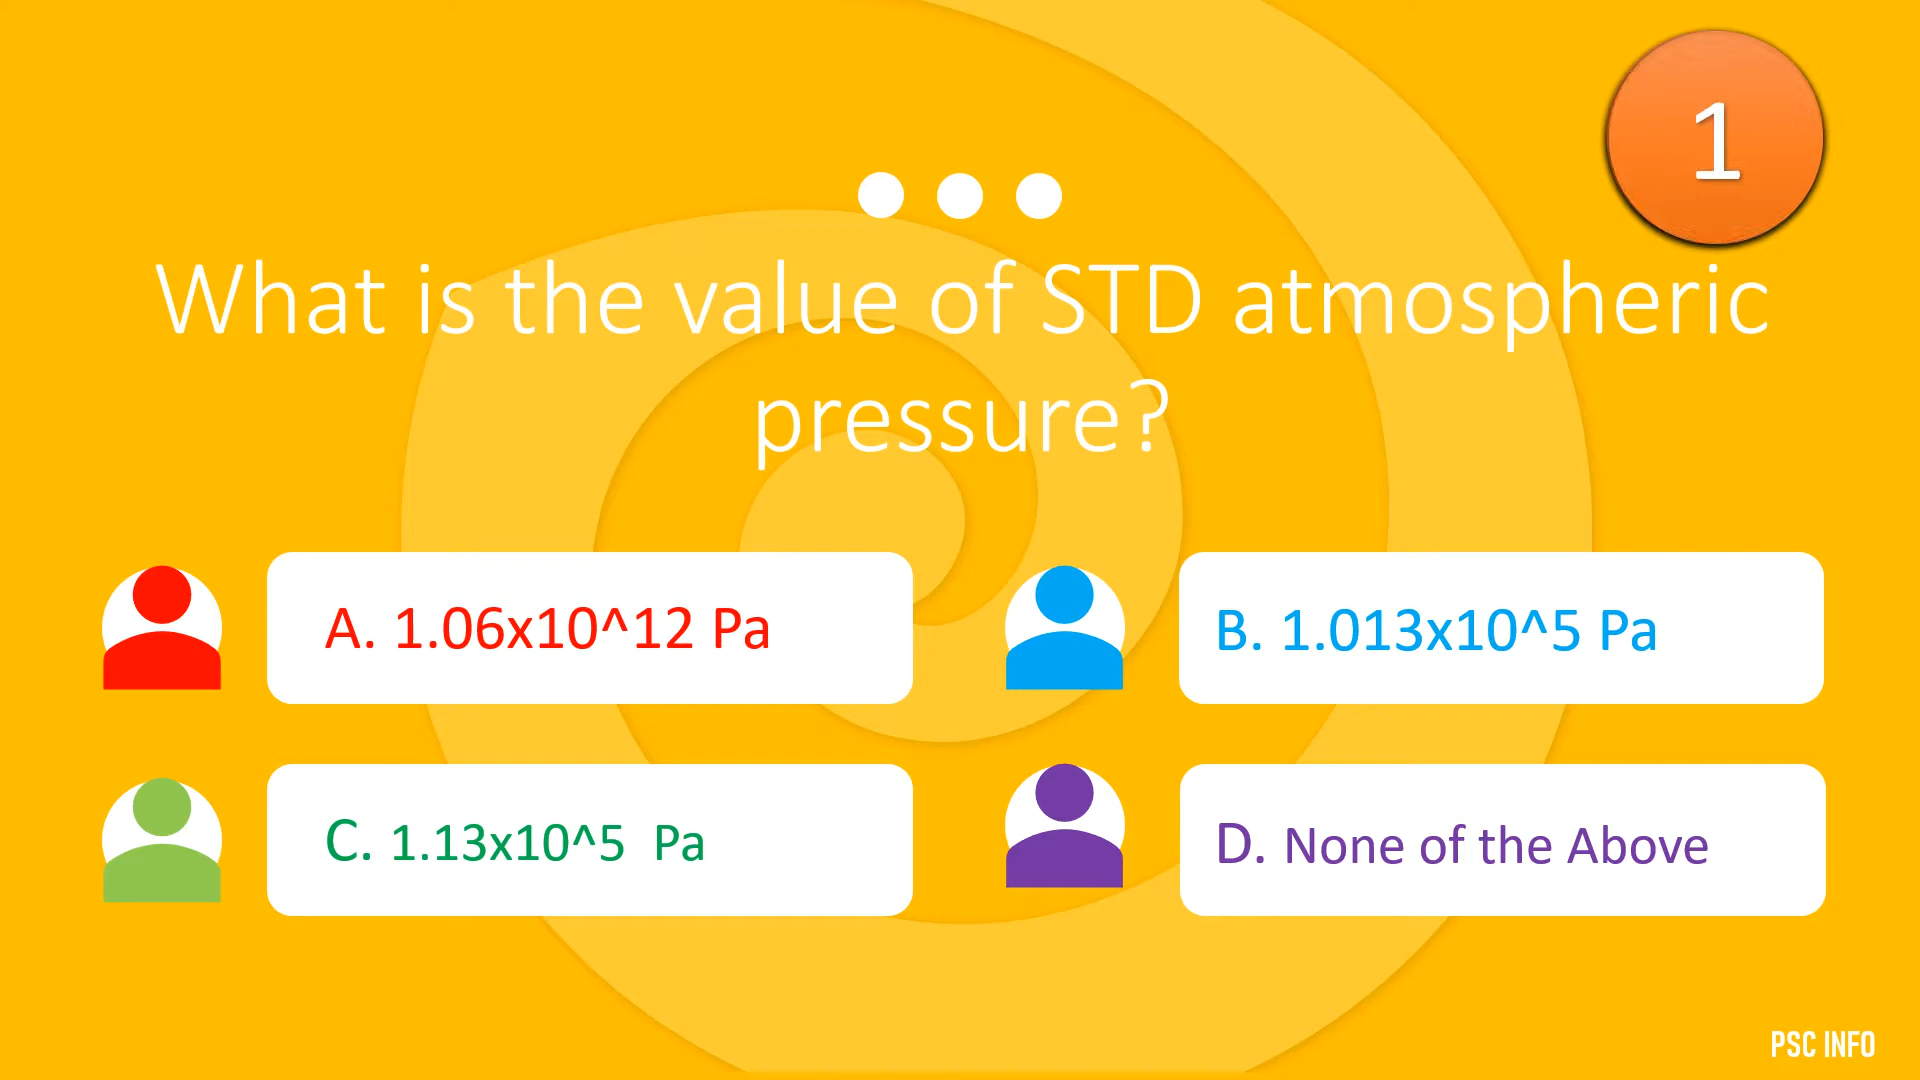 1
What is the value of STD atmospheric
pressure?
A. 1.06x10^12 Pa
B. 1.013x10^5 Pa
C. 1.13x10^5  Pa
D. None of the Above
PSC INFO